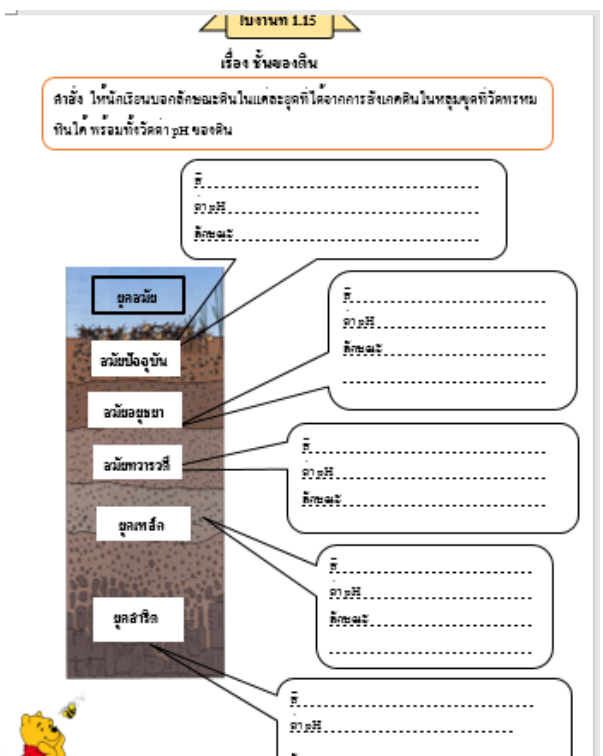 ใบงานที่ 1.15
เรื่อง ชั้นของดิน
คำสั่ง ให้นักเรียนบอกลักษณะดินในแต่ละยุคที่ได้จากการสังเกตดินในหลุมขุดที่วัดทรหม
หินใด้ พร้อมทั้งวัดค่า pH ของดิน
สี
ค่า pH
ลักษณะ
ยุคสมัย
สี
ค่า pH
ลักษณะ
สมัยปัจจุบัน
สมัยอยุธยา
สี
ค่า pH
ลักษณะ
สมัยทวารวดี
ยุคเหล็ก
สี
ค่า pH
ลักษณะ
ยุคสำริด
สี
ค่า pH